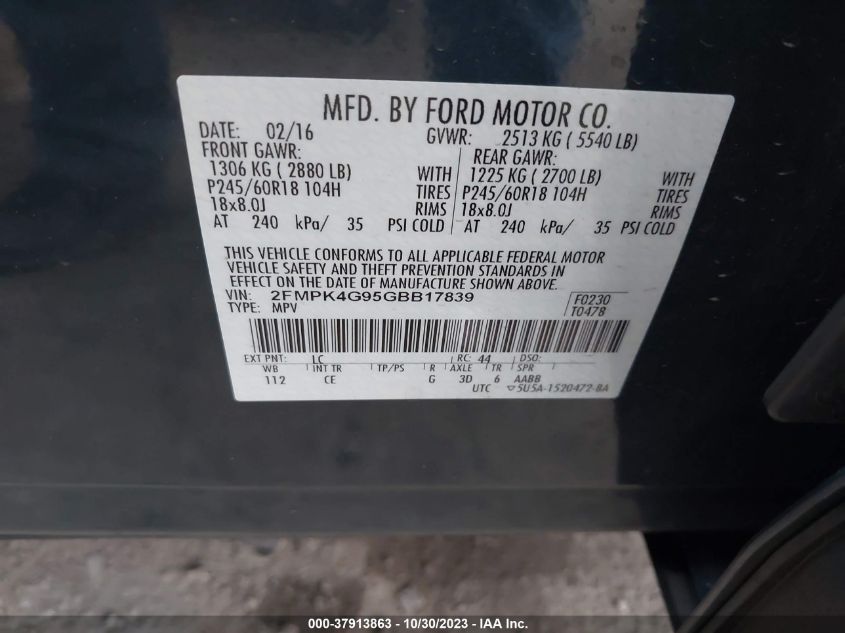 MFD. BY FORD MOTOR CO.
DATE: 02/16 GVWR: 2513 KG ( 5540 LB)
FRONT GAWR: REAR GAWR:
1306 KG ( 2880 LB) WITH 1225 KG ( 2700 LB) WITH
P245/60R18 104H TIRES P245/60R18 104H TIRES
18x8.0J RIMS 18x8.0J RIMS
AT 240 kPa/ 35 PSI COLD AT 240 kPa/ 35 PSI COLD
THIS VEHICLE CONFORMS TO ALL APPLICABLE FEDERAL MOTOR
VEHICLE SAFETY AND THEFT PREVENTION STANDARDS IN
EFFECT ON THE DATE OF MANUFACTURE SHOWN ABOVE.
VIN: 2FMPK4G95GBB17839 F0230
TYPE: MPV T0478
EXT PNT: LC RC: 44 DSO:
WB INT TR TP/PS R AXLE TR SPR
112 CE G 3D 6 AABB
UTC ▽5U5A-1520472-BA
000-37913863 - 10/30/2023 - IAA Inc.